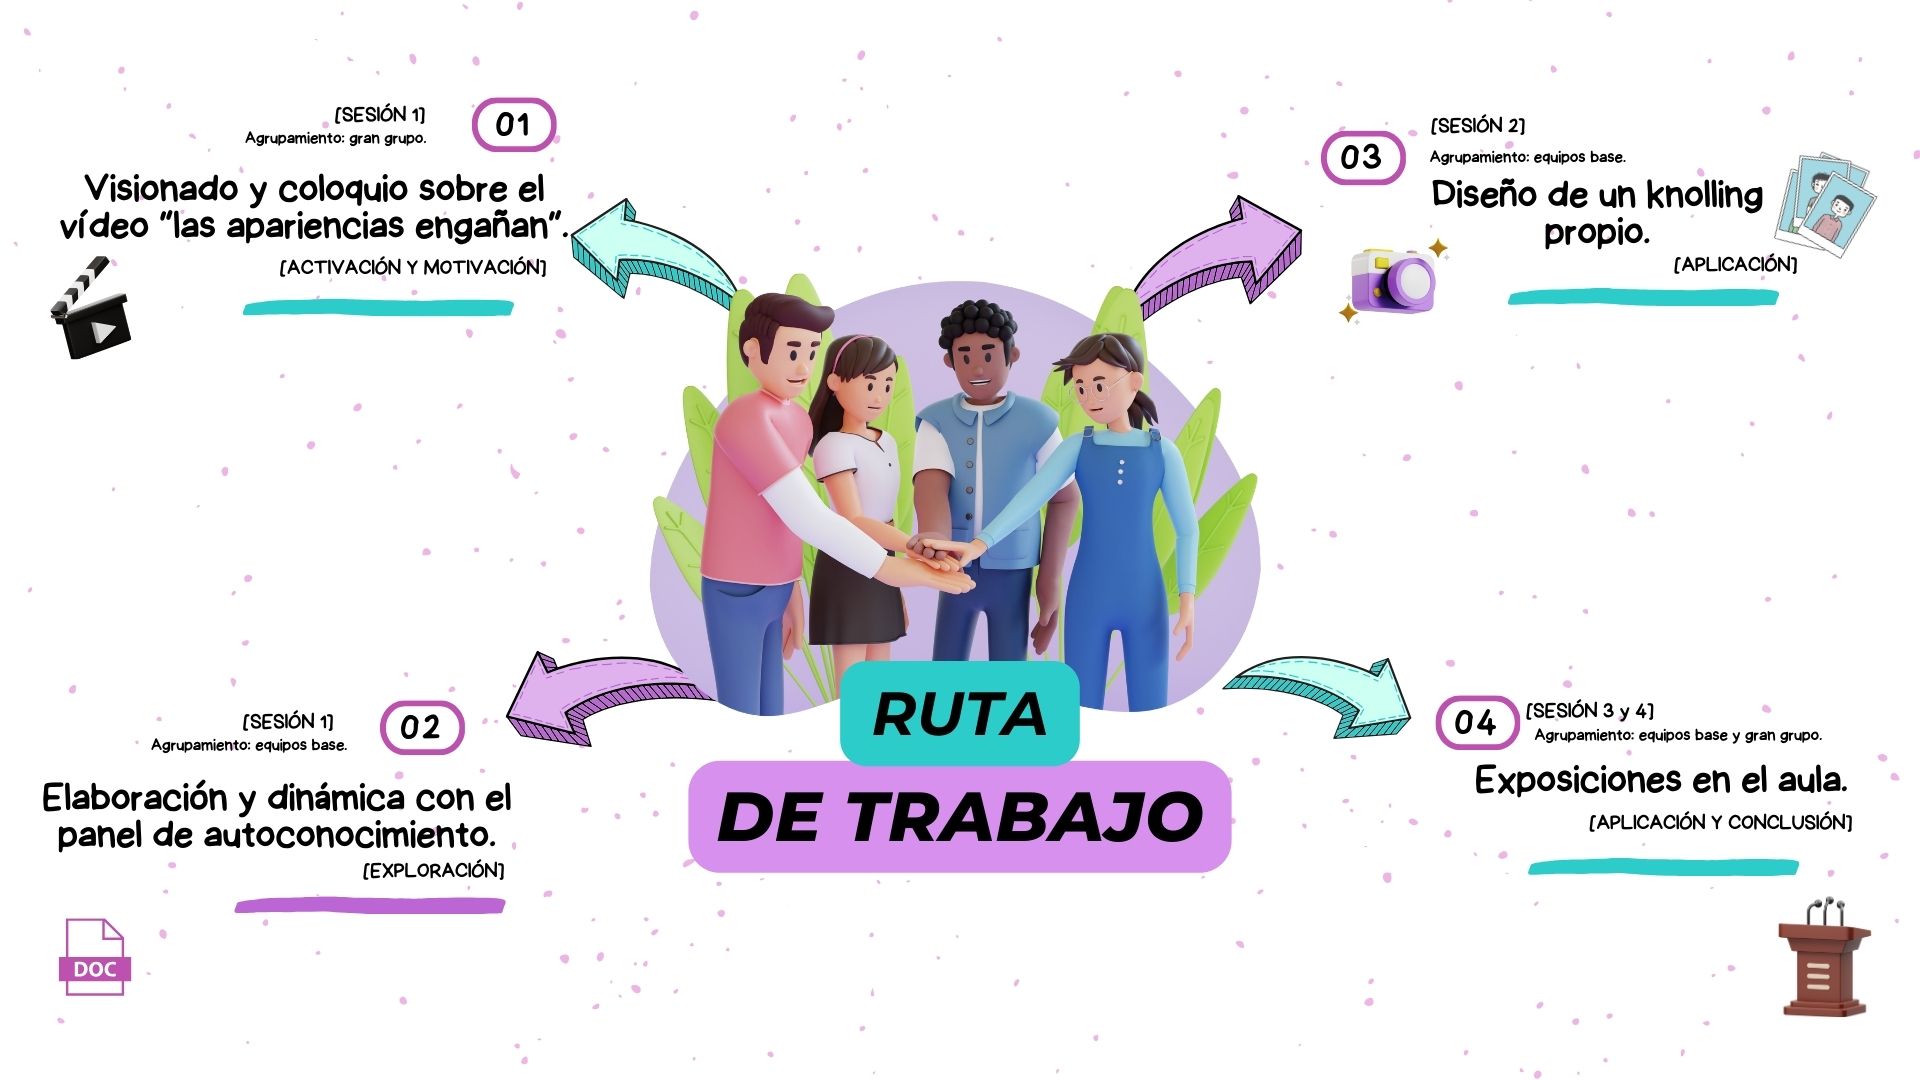 [SESIÓN 1]
01
Agrupamiento: gran grupo.
Visionado y coloquio sobre el
vídeo "las apariencias engañan".
[ACTIVACIÓN Y MOTIVACIÓN]
[SESIÓN 1]
02
Agrupamiento: equipos base.
Elaboración y dinámica con el
panel de autoconocimiento.
[EXPLORACIÓN]
DOC
RUTA
DE TRABAJO
[SESIÓN 2]
03
Agrupamiento: equipos base.
Diseño de un knolling
propio.
[APLICACIÓN]
04
[SESIÓN 3 y 4]
Agrupamiento: equipos base y gran grupo.
Exposiciones en el aula.
[APLICACIÓN Y CONCLUSIÓN]